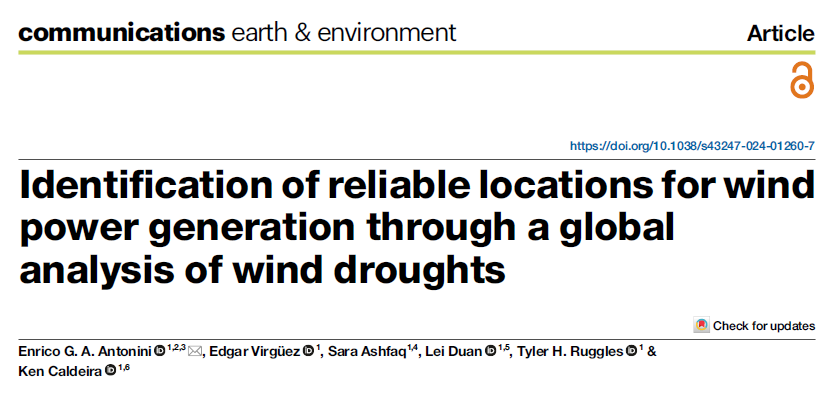 communications earth & environment Article
https://doi.org/10.1038/s43247-024-01260-7
Identification of reliable locations for wind
power generation through a global
analysis of wind droughts
Check for updates
Enrico G. A. Antonini 1,2,3, Edgar Virgüez 1, Sara Ashfaq1,4, Lei Duan 1,5, Tyler H. Ruggles 1 &
Ken Caldeira 1,6